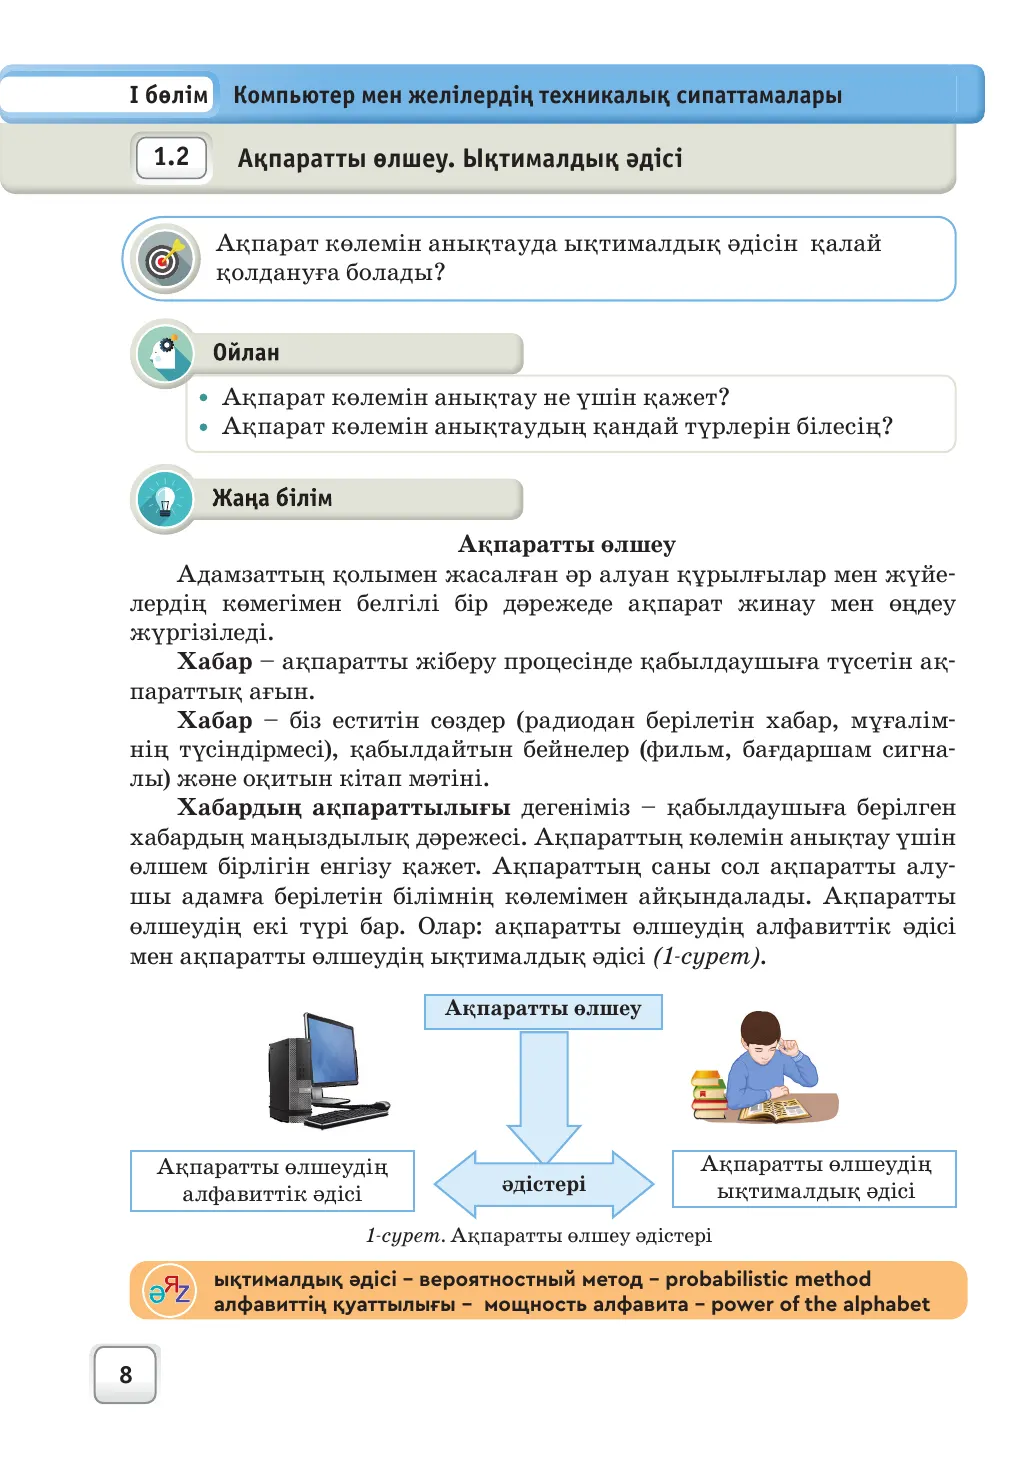 І бөлім Компьютер мен желілердің техникалық сипаттамалары
1.2 Ақпаратты өлшеу. Ықтималдық әдісі
Ақпарат көлемін анықтауда ықтималдық әдісін қалай
қолдануға болады?
Ойлан
• Ақпарат көлемін анықтау не үшін қажет?
• Ақпарат көлемін анықтаудың қандай түрлерін білесің?
Жаңа білім
Ақпаратты өлшеу
Адамзаттың қолымен жасалған әр алуан құрылғылар мен жүйе-
лердің көмегімен белгілі бір дәрежеде ақпарат жинау мен өңдеу
жүргізіледі.
Хабар – ақпаратты жіберу процесінде қабылдаушыға түсетін ақ-
параттық ағын.
Хабар – біз еститін сөздер (радиодан берілетін хабар, мұғалім-
нің түсіндірмесі), қабылдайтын бейнелер (фильм, бағдаршам сигна-
лы) және оқитын кітап мәтіні.
Хабардың ақпараттылығы дегеніміз – қабылдаушыға берілген
хабардың маңыздылық дәрежесі. Ақпараттың көлемін анықтау үшін
өлшем бірлігін енгізу қажет. Ақпараттың саны сол ақпаратты алу-
шы адамға берілетін білімнің көлемімен айқындалады. Ақпаратты
өлшеудің екі түрі бар. Олар: ақпаратты өлшеудің алфавиттік әдісі
мен ақпаратты өлшеудің ықтималдық әдісі (1-сурет).
Ақпаратты өлшеу
Ақпаратты өлшеудің
алфавиттік әдісі
әдістері
Ақпаратты өлшеудің
ықтималдық әдісі
1-сурет. Ақпаратты өлшеу әдістері
ӘЯZ
ықтималдық әдісі – вероятностный метод – probabilistic method
алфавиттің қуаттылығы – мощность алфавита – power of the alphabet
8